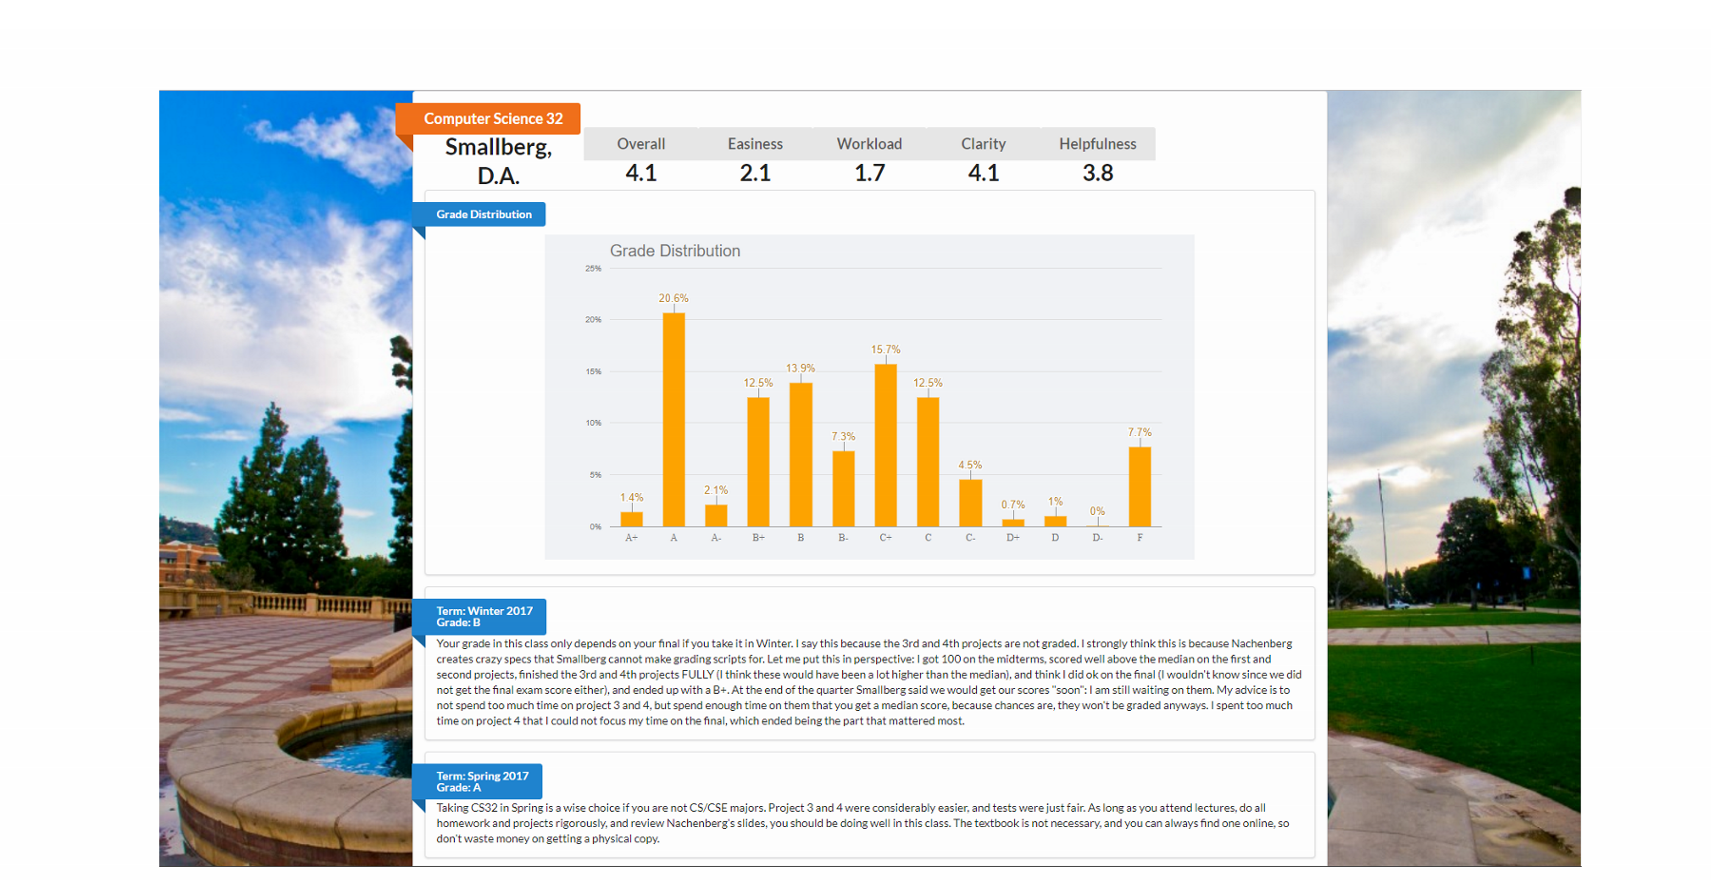 Computer Science 32
Smallberg,
D.A.
Overall Easiness Workload Clarity Helpfulness
4.1 2.1 1.7 4.1 3.8
Grade Distribution
Grade Distribution
25%
20%
15%
10%
5%
0%
1.4% 20.6% 2.1% 12.5% 13.9% 7.3% 15.7% 12.5% 4.5% 0.7% 1% 0% 7.7%
A+ A A- B+ B B- C+ C C- D+ D D- F
Term: Winter 2017
Grade: B
Your grade in this class only depends on your final if you take it in Winter. I say this because the 3rd and 4th projects are not graded. I strongly think this is because Nachenberg
creates crazy specs that Smallberg cannot make grading scripts for. Let me put this in perspective: I got 100 on the midterms, scored well above the median on the first and
second projects, finished the 3rd and 4th projects FULLY (I think these would have been a lot higher than the median), and think I did ok on the final (I wouldn't know since we did
not get the final exam score either), and ended up with a B+. At the end of the quarter Smallberg said we would get our scores "soon": I am still waiting on them. My advice is to
not spend too much time on project 3 and 4, but spend enough time on them that you get a median score, because chances are, they won't be graded anyways. I spent too much
time on project 4 that I could not focus my time on the final, which ended being the part that mattered most.
Term: Spring 2017
Grade: A
Taking CS32 in Spring is a wise choice if you are not CS/CSE majors. Project 3 and 4 were considerably easier, and tests were just fair. As long as you attend lectures, do all
homework and projects rigorously, and review Nachenberg's slides, you should be doing well in this class. The textbook is not necessary, and you can always find one online, so
don't waste money on getting a physical copy.